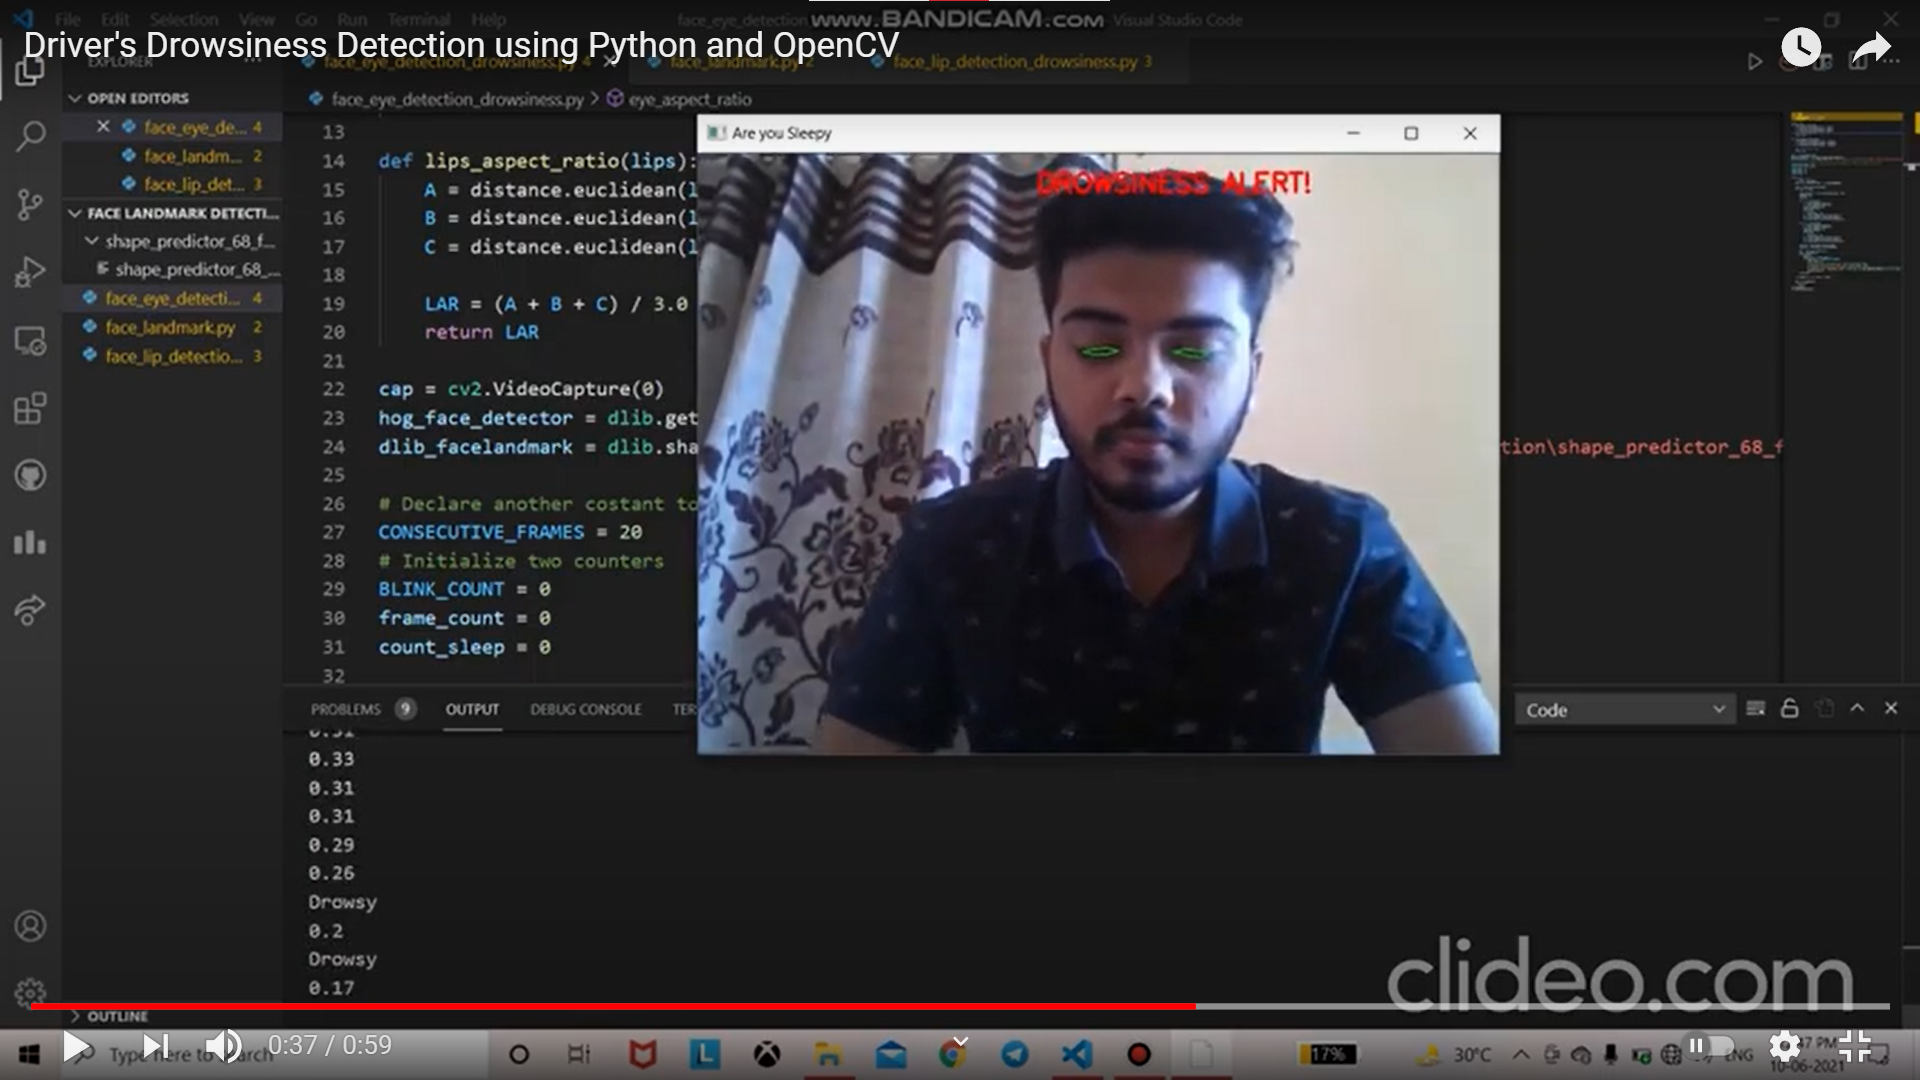 File Edit Selection View Go Run Terminal Help
face_eye_detection
www.BANDICAM.com
Visual Studio Code
Driver's Drowsiness Detection using Python and OpenCV
EXPLORER
face_eye_detection_drowsiness.py 4
face_landmark.py 2
face_lip_detection_drowsiness.py 3
OPEN EDITORS
face_eye_detection_drowsiness.py > eye_aspect_ratio
face_eye_de... 4
face_landm... 2
face_lip_det... 3
FACE LANDMARK DETECTI...
shape_predictor_68_f...
shape_predictor_68_...
face_eye_detecti... 4
face_landmark.py 2
face_lip_detectio... 3
OUTLINE
13
14 def lips_aspect_ratio(lips):
15 A = distance.euclidean(l
16 B = distance.euclidean(l
17 C = distance.euclidean(l
18
19 LAR = (A + B + C) / 3.0
20 return LAR
21
22 cap = cv2.VideoCapture(0)
23 hog_face_detector = dlib.get
24 dlib_facelandmark = dlib.sha
tion\shape_predictor_68_f
25
26 # Declare another costant to
27 CONSECUTIVE_FRAMES = 20
28 # Initialize two counters
29 BLINK_COUNT = 0
30 frame_count = 0
31 count_sleep = 0
32
Are you Sleepy
DROWSINESS ALERT!
PROBLEMS 9 OUTPUT DEBUG CONSOLE TER
Code
0.31
0.33
0.31
0.31
0.29
0.26
Drowsy
0.2
Drowsy
0.17
clideo.com
0:37 / 0:59
Type here to search
17%
30°C
ENG
10-06-2021